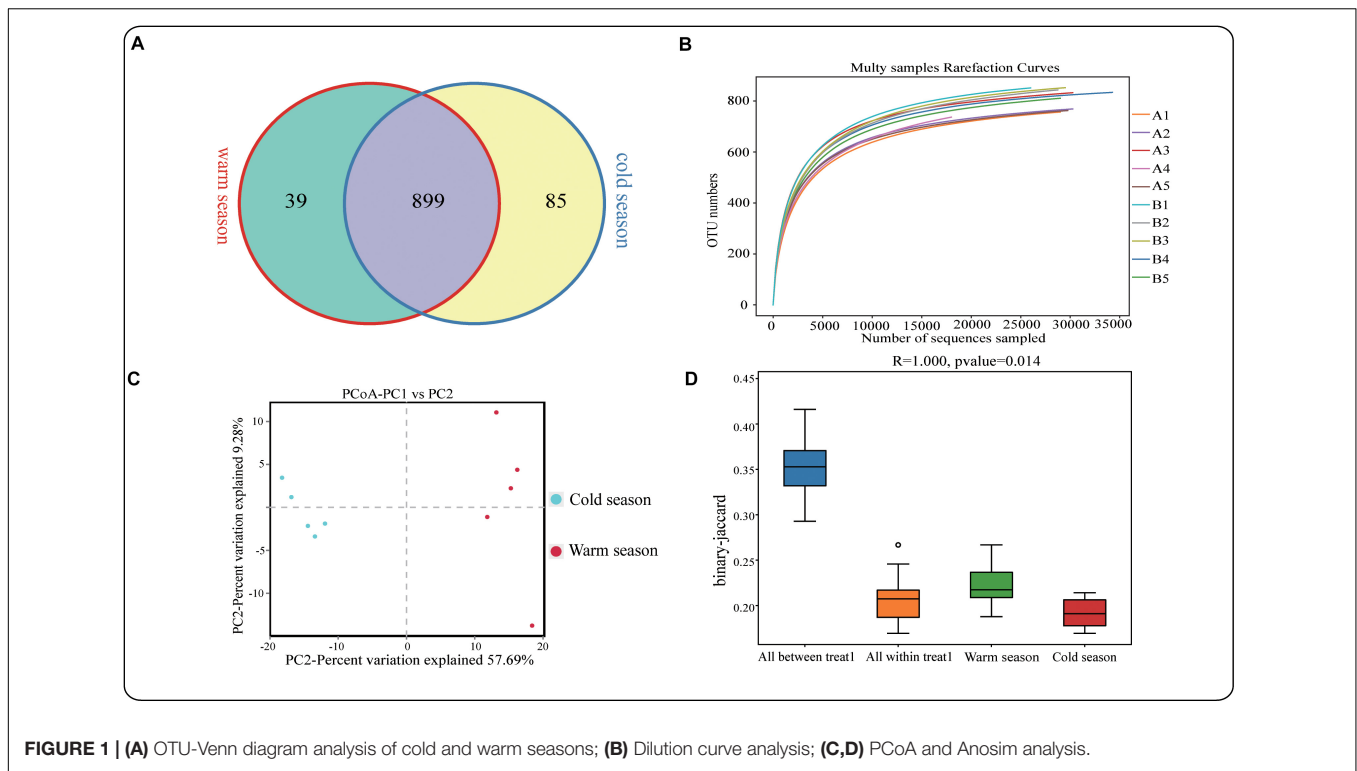 A
39
899
85
warm season
cold season
B
Multy samples Rarefaction Curves
OTU numbers
800
600
400
200
0
0 5000 10000 15000 20000 25000 30000 35000
Number of sequences sampled
A1
A2
A3
A4
A5
B1
B2
B3
B4
B5
C
PCoA-PC1 vs PC2
PC2-Percent variation explained 9.28%
10
5
0
-5
-10
-20 -10 0 10 20
PC2-Percent variation explained 57.69%
Cold season
Warm season
D
R=1.000, pvalue=0.014
binary-jaccard
0.45
0.40
0.35
0.30
0.25
0.20
All between treat1 All within treat1 Warm season Cold season
FIGURE 1 | (A) OTU-Venn diagram analysis of cold and warm seasons; (B) Dilution curve analysis; (C,D) PCoA and Anosim analysis.